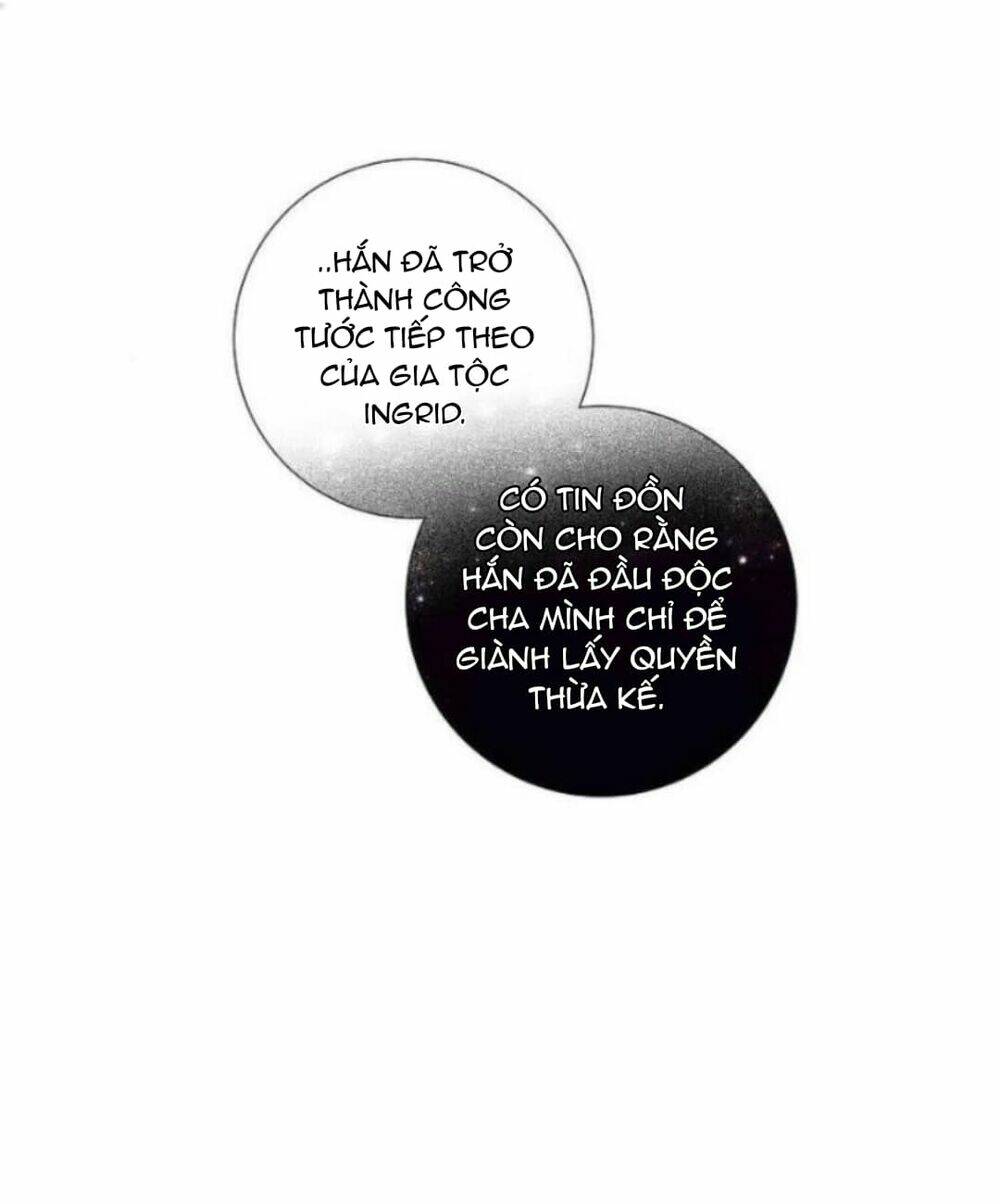 ..HẮN ĐÃ TRỞ
THÀNH CÔNG
TƯỚC TIẾP THEO
CỦA GIA TỘC
INGRID.
CÓ TIN ĐỒN
CÒN CHO RẰNG
HẮN ĐÃ ĐẦU ĐỘC
CHA MÌNH CHỈ ĐỂ
GIÀNH LẤY QUYỀN
THỪA KẾ.